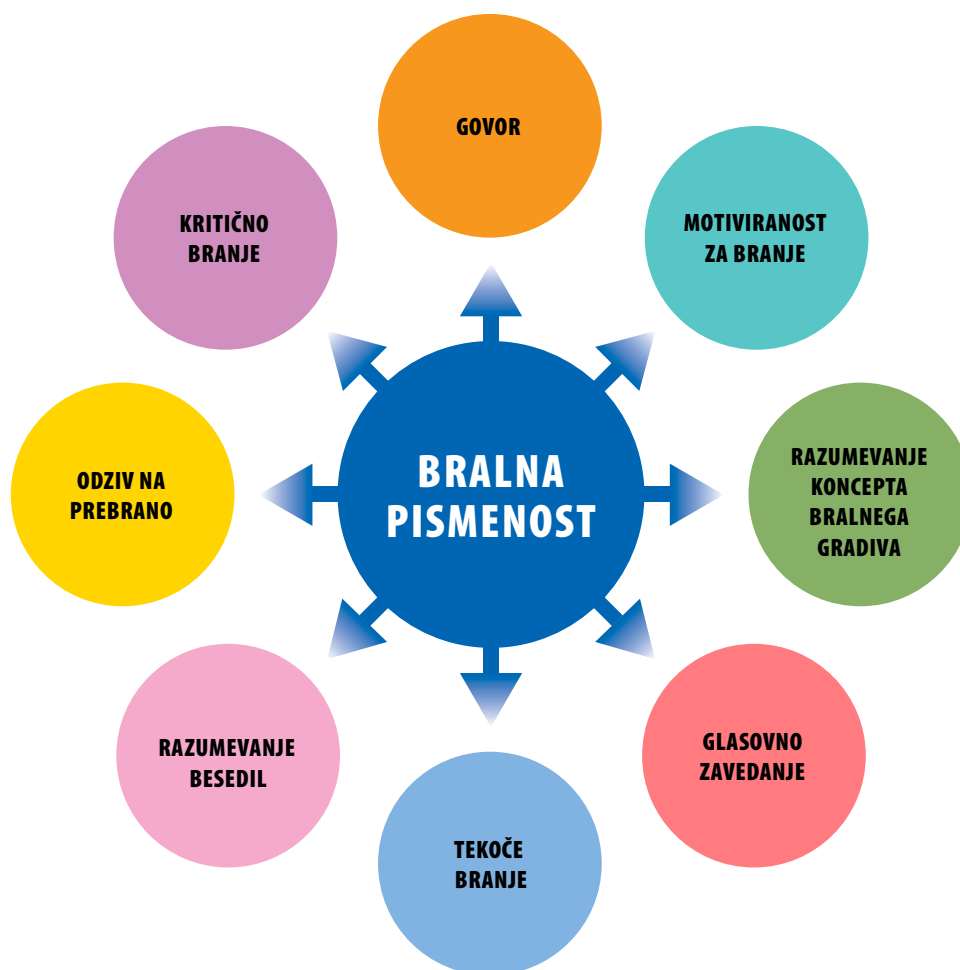 GOVOR
MOTIVIRANOST
ZA BRANJE
RAZUMEVANJE
KONCEPTA
BRALNEGA
GRADIVA
GLASOVNO
ZAVEDANJE
TEKOČE
BRANJE
RAZUMEVANJE
BESEDIL
ODZIV NA
PREBRANO
KRITIČNO
BRANJE
BRALNA
PISMENOST